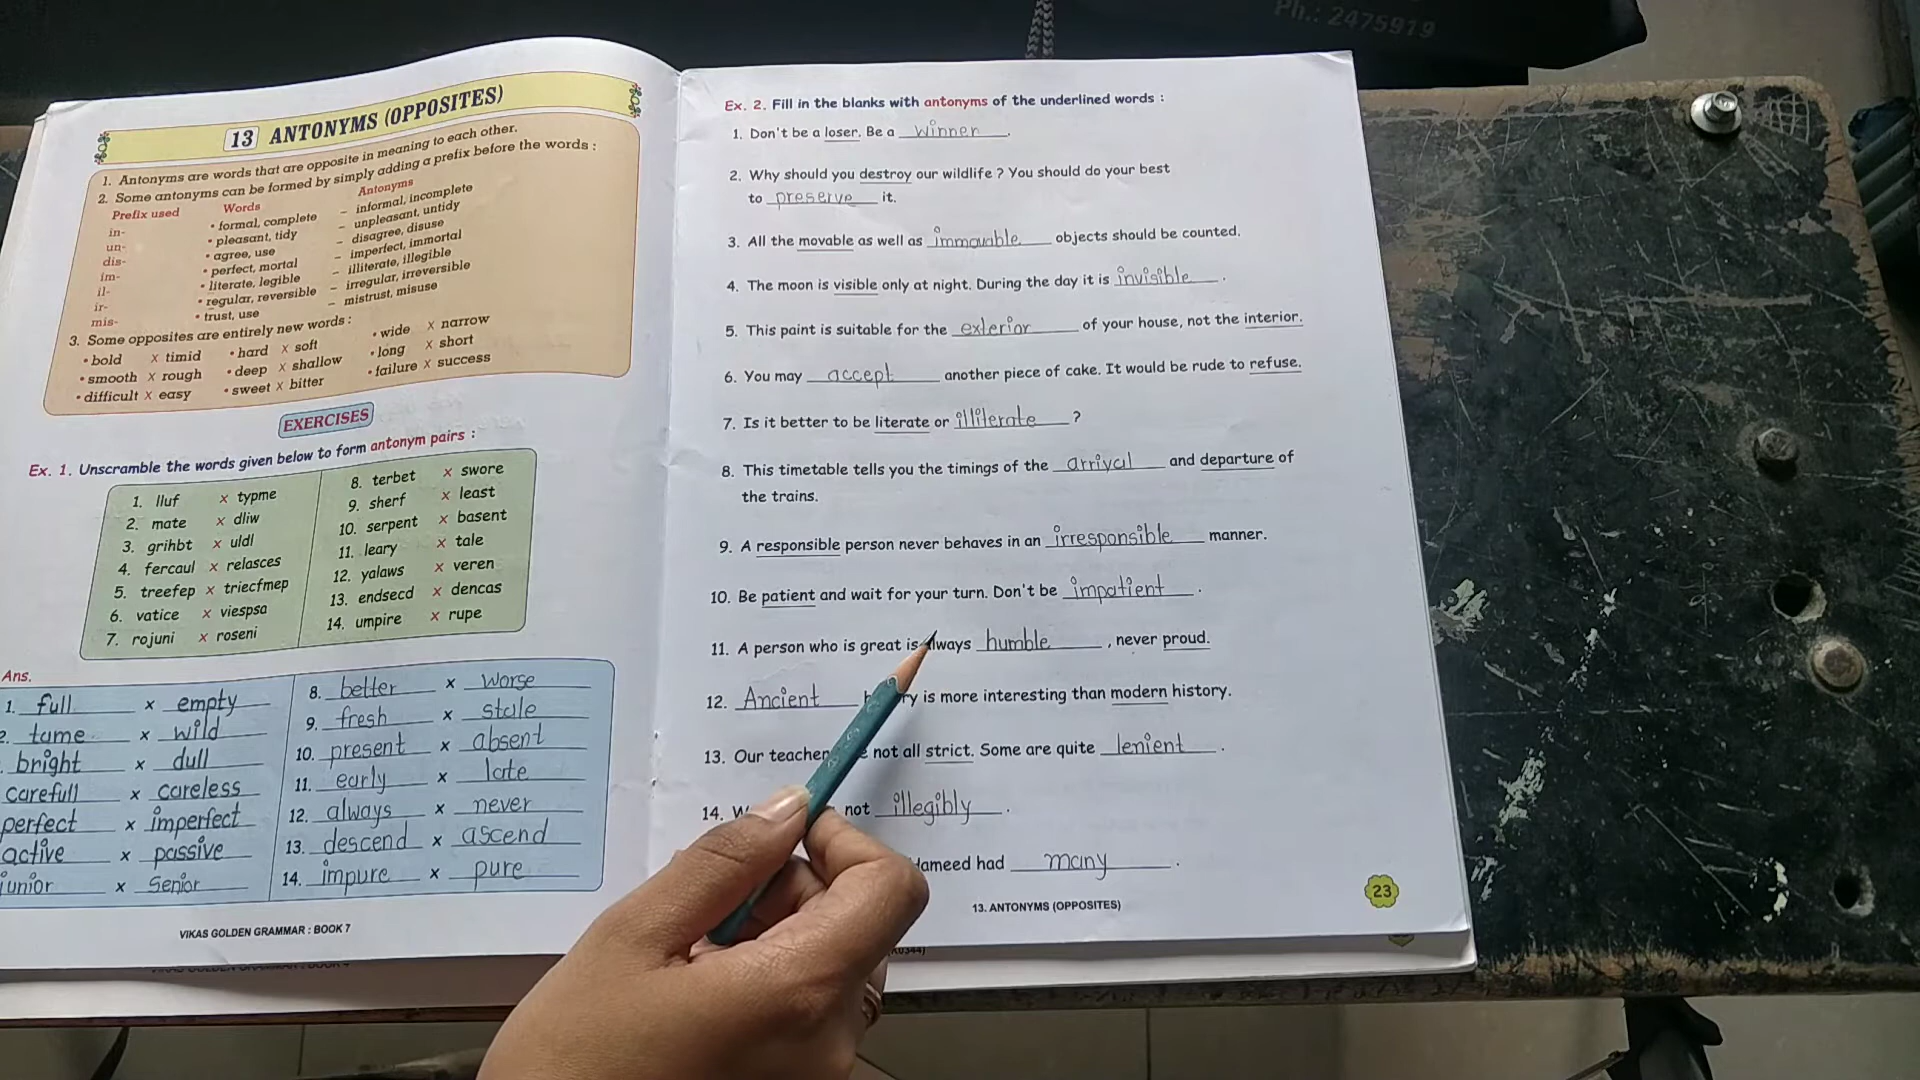 Ph.: 2475919
13 ANTONYMS (OPPOSITES)
1. Antonyms are words that are opposite in meaning to each other.
2. Some antonyms can be formed by simply adding a prefix before the words :
Prefix used Words Antonyms
in- • formal, complete – informal, incomplete
un- • pleasant, tidy – unpleasant, untidy
dis- • agree, use – disagree, disuse
im- • perfect, mortal – imperfect, immortal
il- • literate, legible – illiterate, illegible
ir- • regular, reversible – irregular, irreversible
mis- • trust, use – mistrust, misuse
3. Some opposites are entirely new words :
• bold X timid • hard X soft • wide X narrow
• smooth X rough • deep X shallow • long X short
• difficult X easy • sweet X bitter • failure X success
EXERCISES
Ex. 1. Unscramble the words given below to form antonym pairs :
1. lluf x typme
2. mate x dliw
3. grihbt x uldl
4. fercaul x relasces
5. treefep x triecfmep
6. vatice x viespsa
7. rojuni x roseni
8. terbet x swore
9. sherf x least
10. serpent x basent
11. leary x tale
12. yalaws x veren
13. endsecd x dencas
14. umpire x rupe
Ans.
1. full x empty
2. tame x wild
. bright x dull
carefull x careless
perfect x imperfect
active x passive
junior x Senior
8. better x worse
9. fresh x stale
10. present x absent
11. early x late
12. always x never
13. descend x ascend
14. impure x pure
VIKAS GOLDEN GRAMMAR : BOOK 7
Ex. 2. Fill in the blanks with antonyms of the underlined words :
1. Don't be a loser. Be a winner.
2. Why should you destroy our wildlife ? You should do your best
to preserve it.
3. All the movable as well as immovable objects should be counted.
4. The moon is visible only at night. During the day it is invisible.
5. This paint is suitable for the exterior of your house, not the interior.
6. You may accept another piece of cake. It would be rude to refuse.
7. Is it better to be literate or illiterate ?
8. This timetable tells you the timings of the arrival and departure of
the trains.
9. A responsible person never behaves in an irresponsible manner.
10. Be patient and wait for your turn. Don't be impatient.
11. A person who is great is always humble, never proud.
12. Ancient is more interesting than modern history.
13. Our teacher not all strict. Some are quite lenient.
14. not illegibly.
Hameed had many.
13. ANTONYMS (OPPOSITES)
23